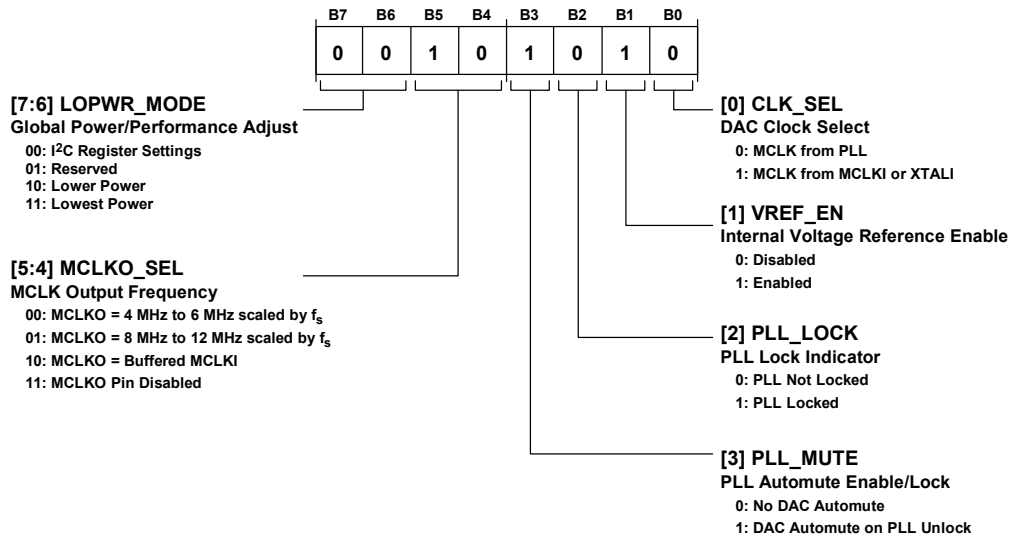 B7 B6 B5 B4 B3 B2 B1 B0
0 0 1 0 1 0 1 0
[7:6] LOPWR_MODE
Global Power/Performance Adjust
00: I²C Register Settings
01: Reserved
10: Lower Power
11: Lowest Power
[5:4] MCLKO_SEL
MCLK Output Frequency
00: MCLKO = 4 MHz to 6 MHz scaled by fₛ
01: MCLKO = 8 MHz to 12 MHz scaled by fₛ
10: MCLKO = Buffered MCLKI
11: MCLKO Pin Disabled
[0] CLK_SEL
DAC Clock Select
0: MCLK from PLL
1: MCLK from MCLKI or XTALI
[1] VREF_EN
Internal Voltage Reference Enable
0: Disabled
1: Enabled
[2] PLL_LOCK
PLL Lock Indicator
0: PLL Not Locked
1: PLL Locked
[3] PLL_MUTE
PLL Automute Enable/Lock
0: No DAC Automute
1: DAC Automute on PLL Unlock